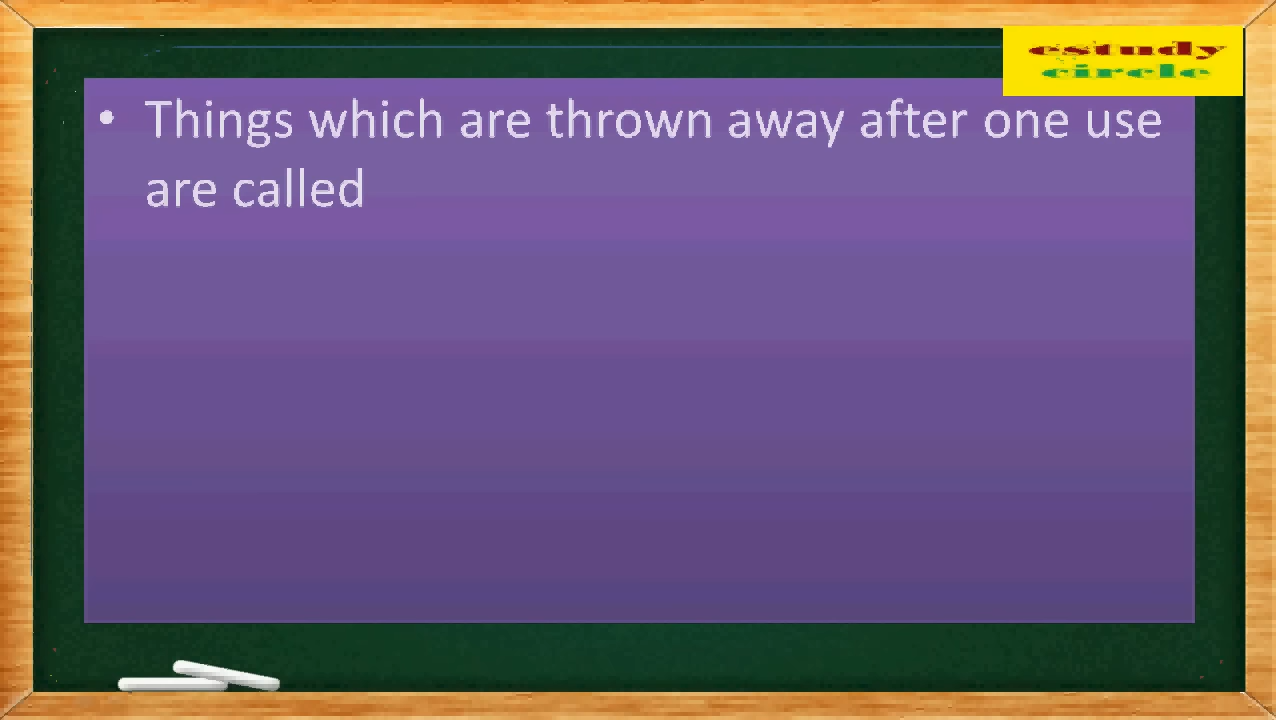 estudy
circle
• Things which are thrown away after one use
are called